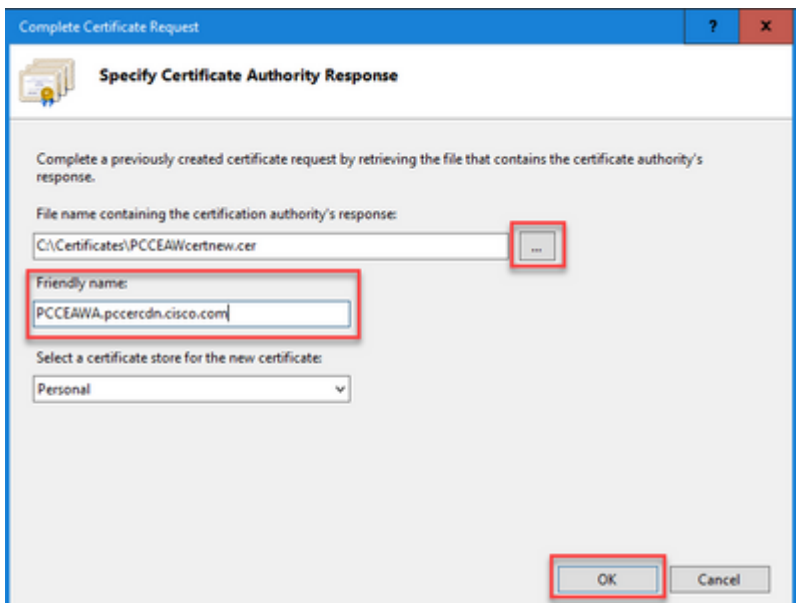 Complete Certificate Request
?
x
Specify Certificate Authority Response
Complete a previously created certificate request by retrieving the file that contains the certificate authority's
response.
File name containing the certification authority's response:
C:\Certificates\PCCEAWcertnew.cer
...
Friendly name:
PCCEAWA.pccercdn.cisco.com
Select a certificate store for the new certificate:
Personal
OK
Cancel